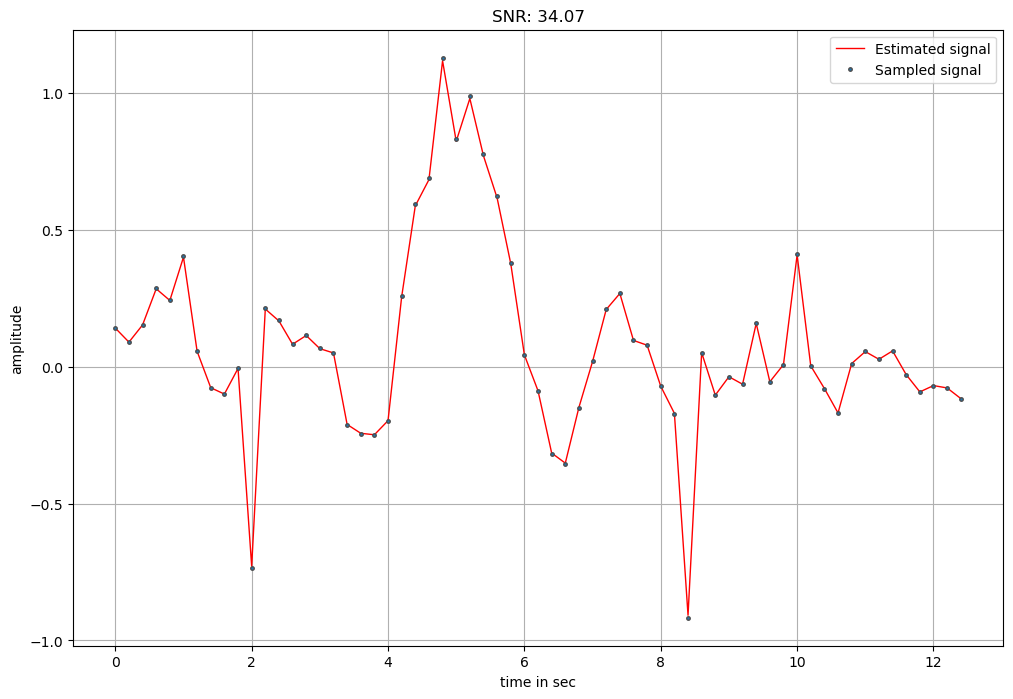 SNR: 34.07
Estimated signal
Sampled signal
1.0
0.5
0.0
−0.5
−1.0
amplitude
0 2 4 6 8 10 12
time in sec